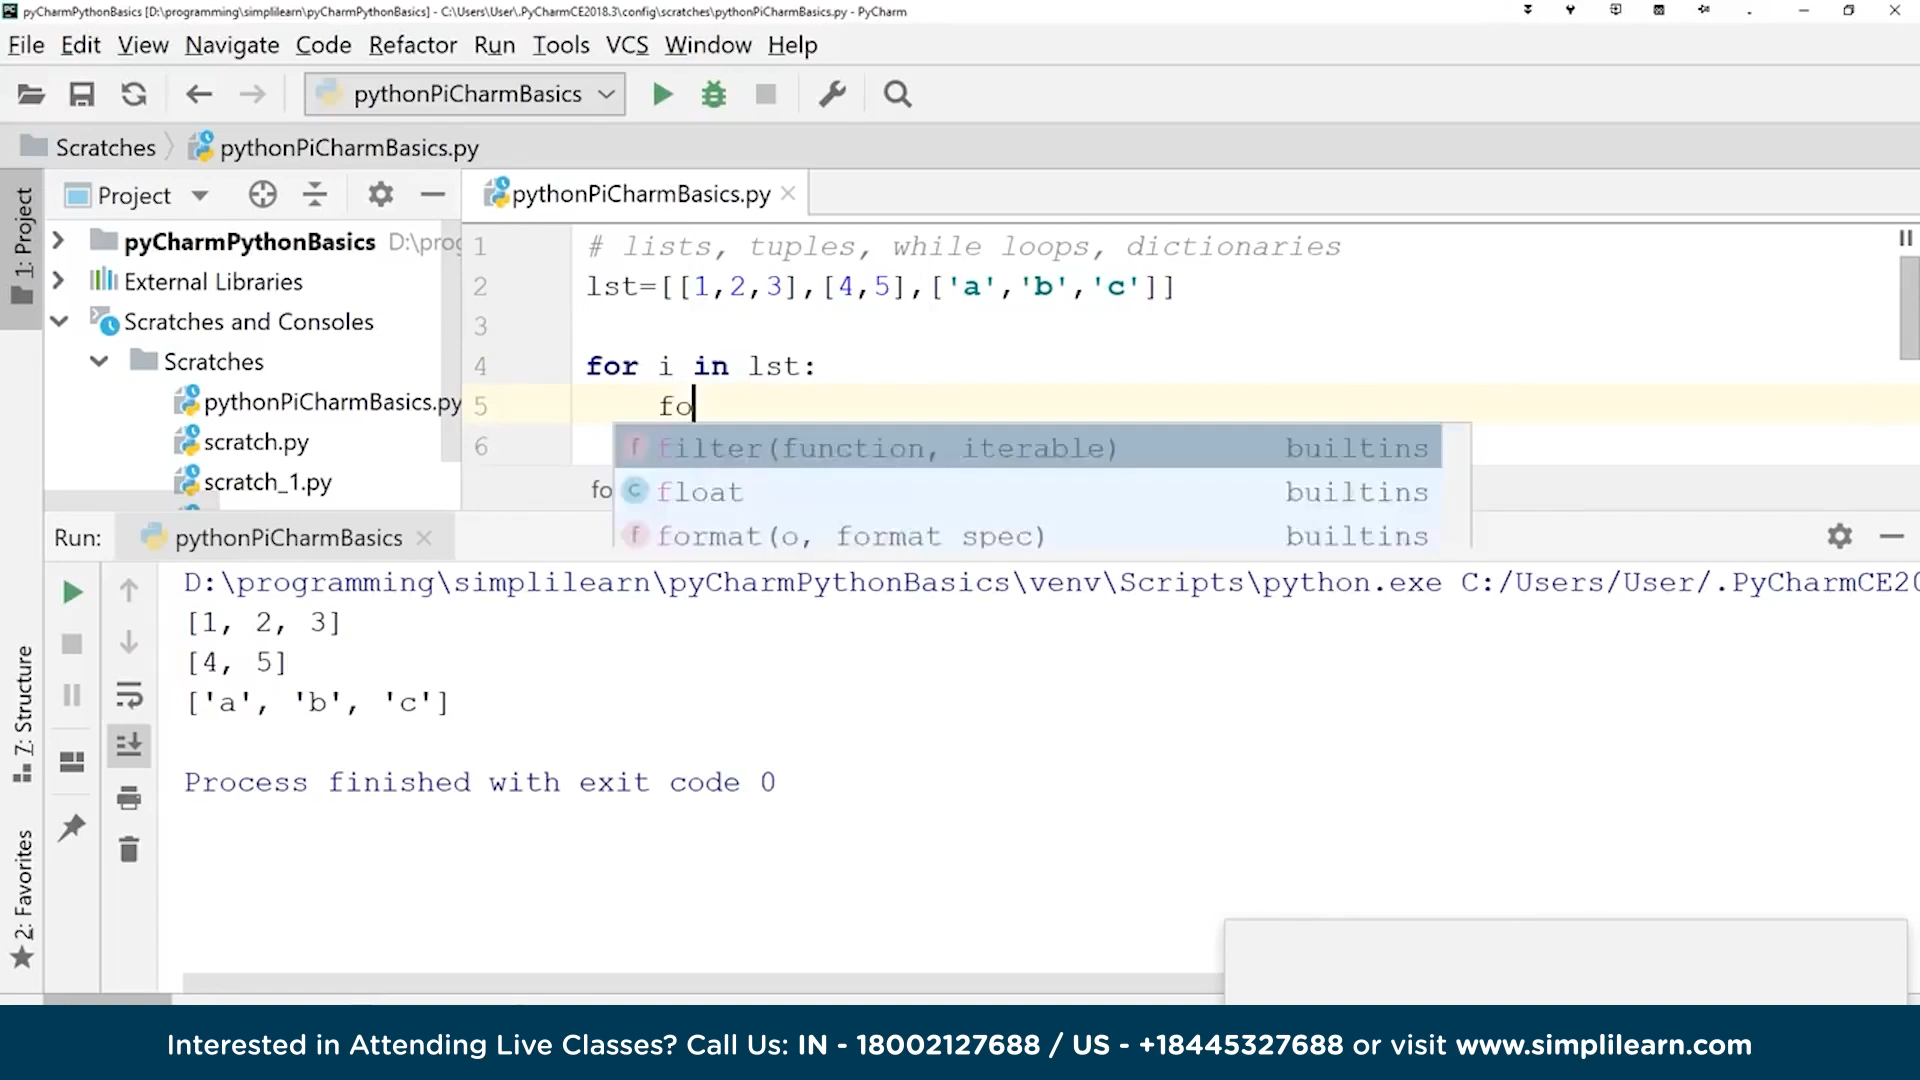 pyCharmPythonBasics [D:\programming\simplilearn\pyCharmPythonBasics] - C:\Users\User\.PyCharmCE2018.3\config\scratches\pythonPiCharmBasics.py - PyCharm
File Edit View Navigate Code Refactor Run Tools VCS Window Help
pythonPiCharmBasics
Scratches pythonPiCharmBasics.py
1: Project
Project
pythonPiCharmBasics.py
pyCharmPythonBasics D:\prog
External Libraries
Scratches and Consoles
Scratches
pythonPiCharmBasics.py
scratch.py
scratch_1.py
1 # lists, tuples, while loops, dictionaries
2 lst=[[1,2,3],[4,5],['a','b','c']]
3
4 for i in lst:
5 fo
6
filter(function, iterable) builtins
fo
float builtins
format(o, format spec) builtins
Run: pythonPiCharmBasics
D:\programming\simplilearn\pyCharmPythonBasics\venv\Scripts\python.exe C:/Users/User/.PyCharmCE20
[1, 2, 3]
[4, 5]
['a', 'b', 'c']
Process finished with exit code 0
Z: Structure
2: Favorites
Interested in Attending Live Classes? Call Us: IN - 18002127688 / US - +18445327688 or visit www.simplilearn.com